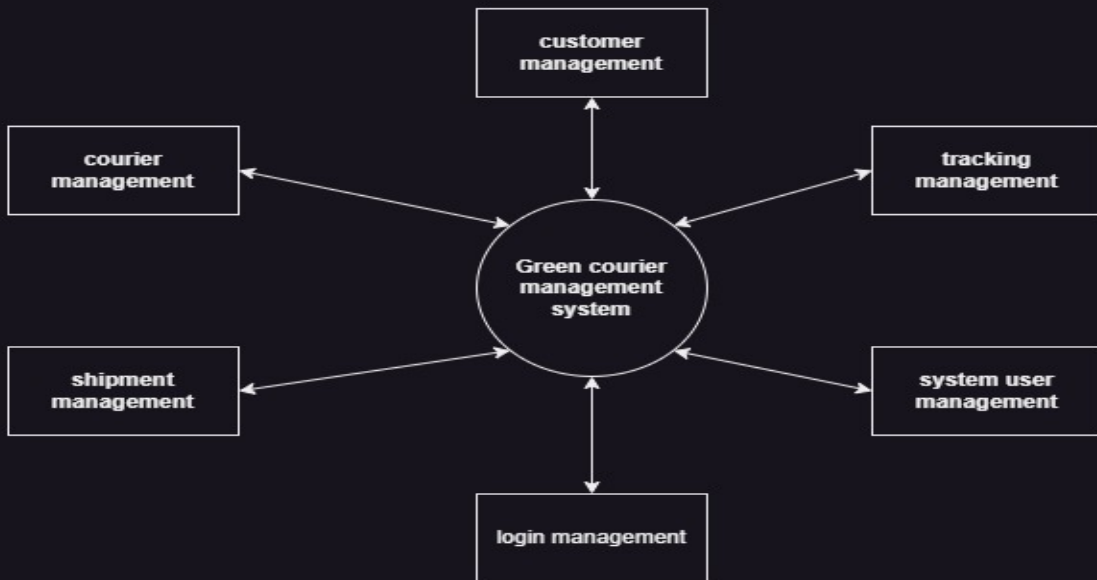 customer
management
courier
management
tracking
management
Green courier
management
system
shipment
management
system user
management
login management